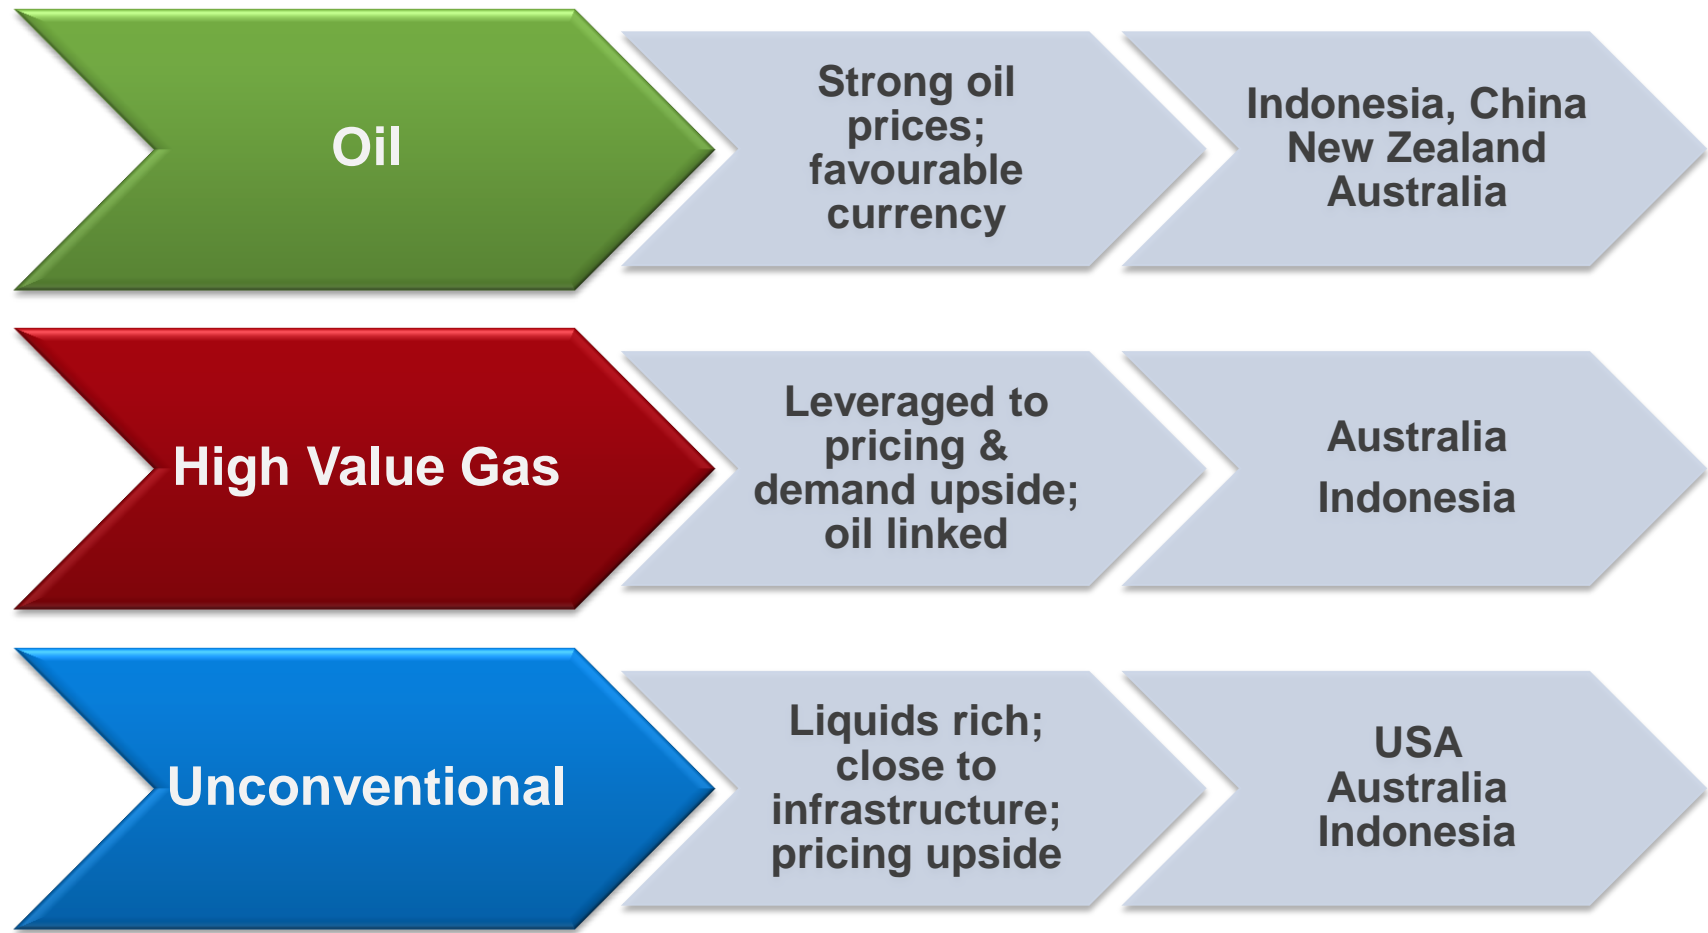 Oil
Strong oil
prices;
favourable
currency
Indonesia, China
New Zealand
Australia
High Value Gas
Leveraged to
pricing &
demand upside;
oil linked
Australia
Indonesia
Unconventional
Liquids rich;
close to
infrastructure;
pricing upside
USA
Australia
Indonesia